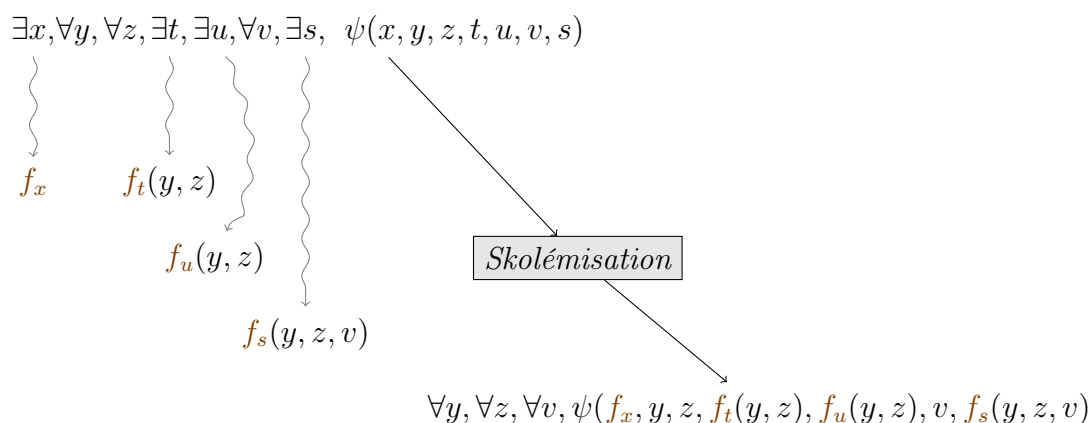 ∃x,∀y,∀z,∃t,∃u,∀v,∃s, ψ(x,y,z,t,u,v,s)
f_x f_t(y,z)
f_u(y,z)
Skolémisation
f_s(y,z,v)
∀y,∀z,∀v,ψ(f_x,y,z,f_t(y,z),f_u(y,z),v,f_s(y,z,v)